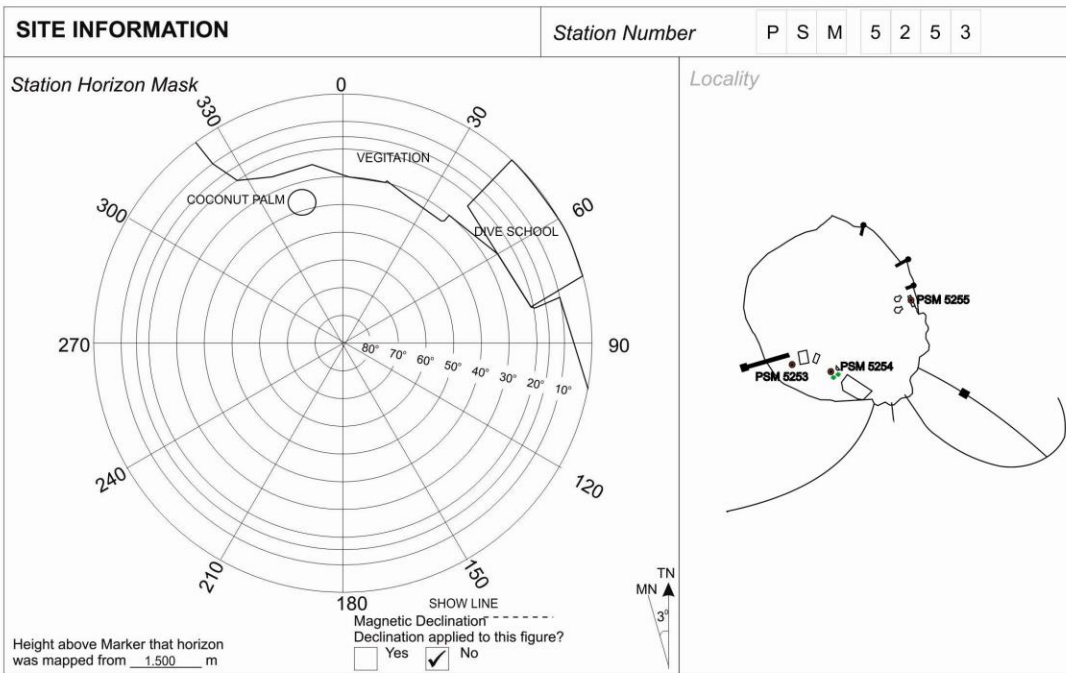 SITE INFORMATION
Station Number P S M 5 2 5 3
Station Horizon Mask
Locality
0
30
60
90
120
150
180
210
240
270
300
330
VEGITATION
COCONUT PALM
DIVE SCHOOL
80° 70° 60° 50° 40° 30° 20° 10°
PSM 5255
PSM 5254
PSM 5253
TN
MN
3°
SHOW LINE
Magnetic Declination
Declination applied to this figure?
Yes ✓ No
Height above Marker that horizon
was mapped from 1.500 m